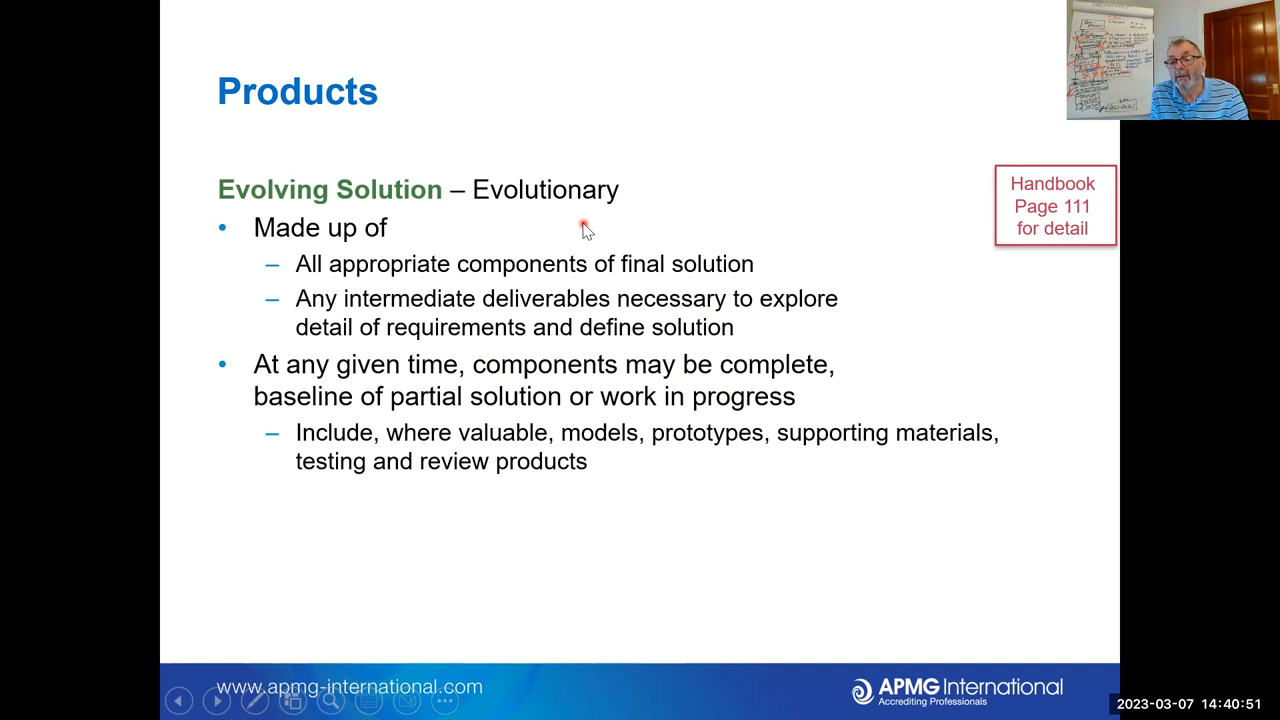 Products
Evolving Solution – Evolutionary
• Made up of
– All appropriate components of final solution
– Any intermediate deliverables necessary to explore
detail of requirements and define solution
• At any given time, components may be complete,
baseline of partial solution or work in progress
– Include, where valuable, models, prototypes, supporting materials,
testing and review products
Handbook
Page 111
for detail
www.apmg-international.com
APMG International
Accrediting Professionals
2023-03-07 14:40:51